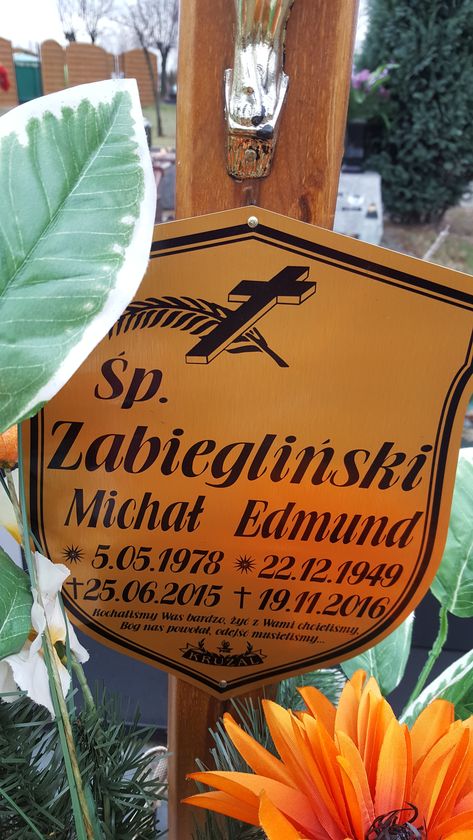 Śp.
Zabiegliński
Michał Edmund
5.05.1978 22.12.1949
25.06.2015 19.11.2016
Kochaliśmy Was bardzo, żyć z Wami chcieliśmy,
Bóg nas powołał, odejść musieliśmy...
KRUŻAL